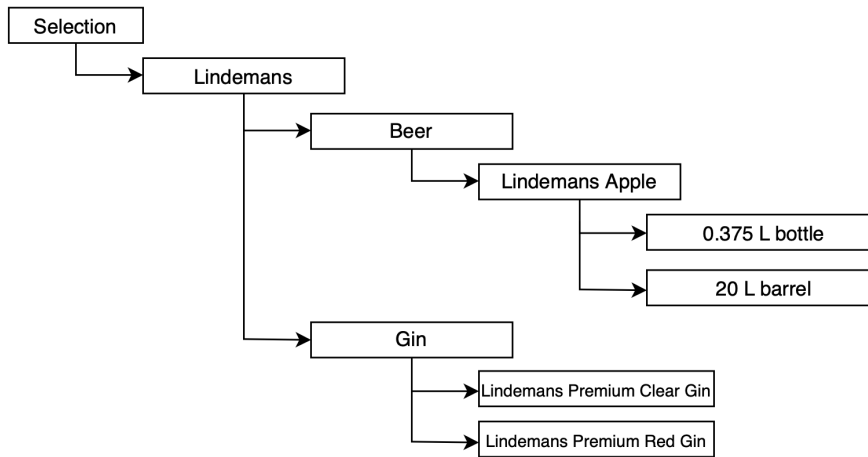 Selection
Lindemans
Beer
Lindemans Apple
0.375 L bottle
20 L barrel
Gin
Lindemans Premium Clear Gin
Lindemans Premium Red Gin